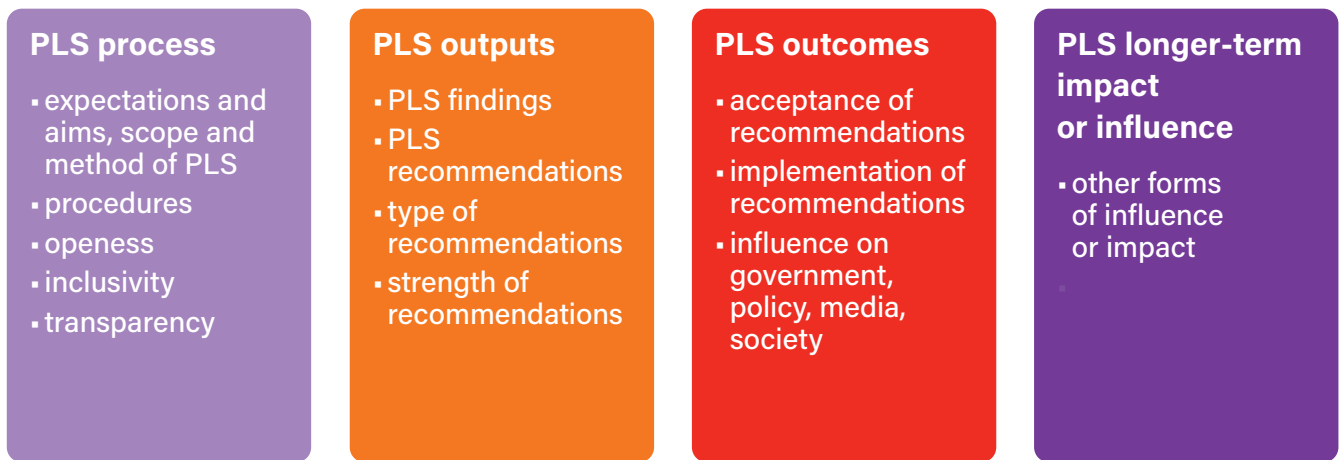 PLS process
▪ expectations and
aims, scope and
method of PLS
▪ procedures
▪ openess
▪ inclusivity
▪ transparency
PLS outputs
▪ PLS findings
▪ PLS
recommendations
▪ type of
recommendations
▪ strength of
recommendations
PLS outcomes
▪ acceptance of
recommendations
▪ implementation of
recommendations
▪ influence on
government,
policy, media,
society
PLS longer-term
impact
or influence
▪ other forms
of influence
or impact
▪